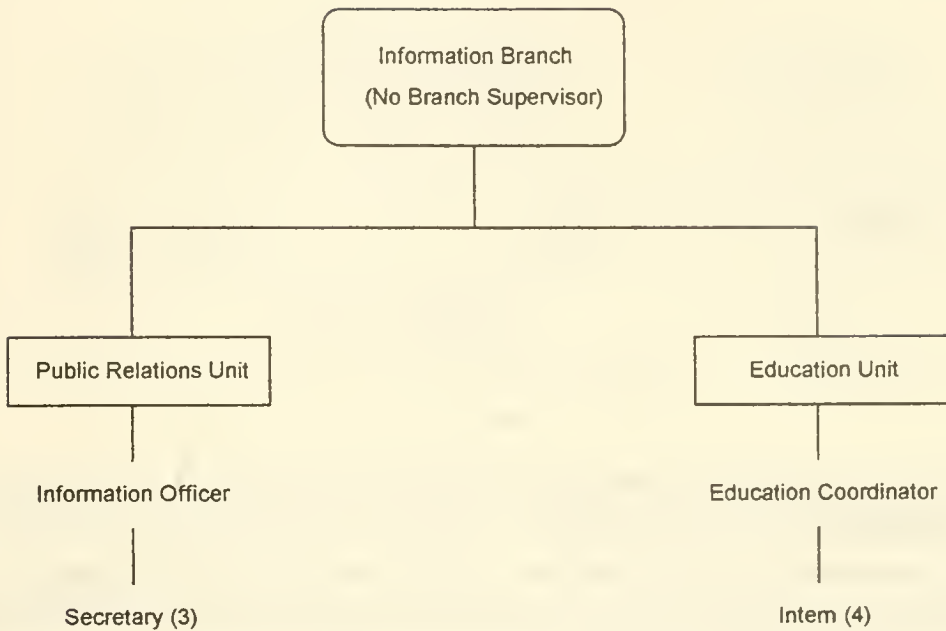 Information Branch
(No Branch Supervisor)
Public Relations Unit
Education Unit
Information Officer
Education Coordinator
Secretary (3)
Intern (4)